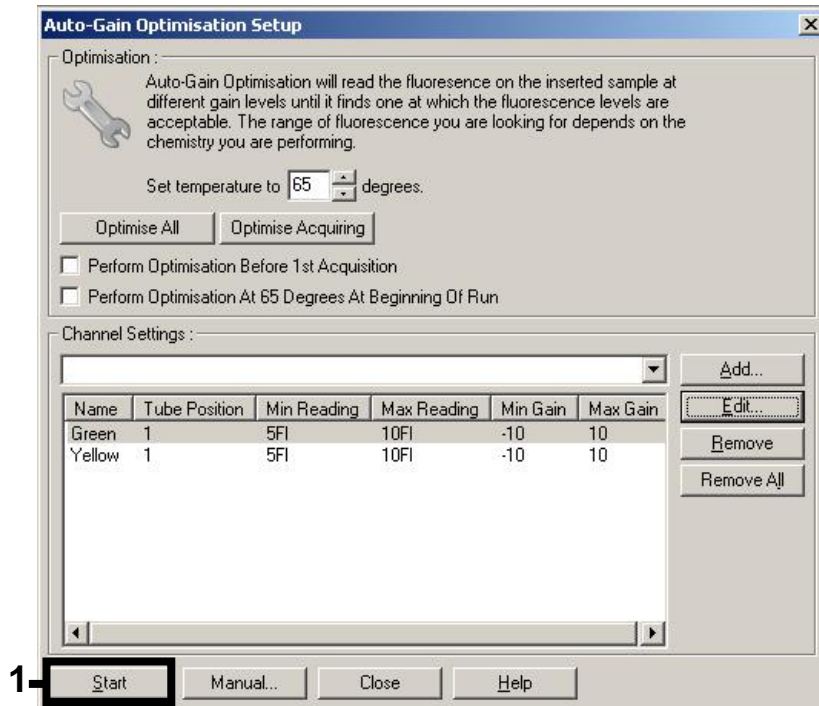 Auto-Gain Optimisation Setup
Optimisation :
Auto-Gain Optimisation will read the fluoresence on the inserted sample at
different gain levels until it finds one at which the fluorescence levels are
acceptable. The range of fluorescence you are looking for depends on the
chemistry you are performing.
Set temperature to 65 degrees.
Optimise All Optimise Acquiring
Perform Optimisation Before 1st Acquisition
Perform Optimisation At 65 Degrees At Beginning Of Run
Channel Settings :
Add...
Name Tube Position Min Reading Max Reading Min Gain Max Gain Edit...
Green 1 5Fl 10Fl -10 10
Remove
Yellow 1 5Fl 10Fl -10 10
Remove All
1 Start Manual... Close Help